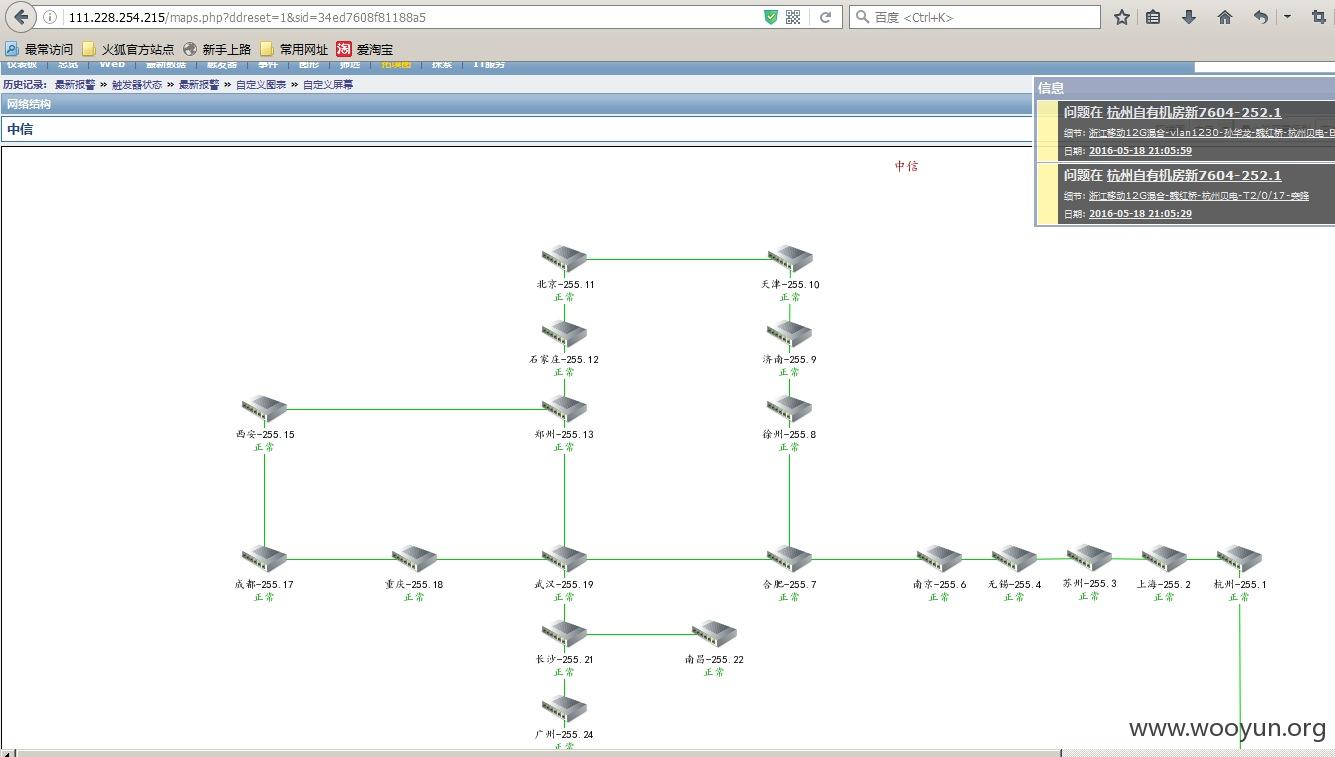 111.228.254.215/maps.php?ddreset=1&sid=34ed7608f81188a5
百度 <Ctrl+K>
最常访问 火狐官方站点 新手上路 常用网址 淘 爱淘宝
仪表板 总览 Web 最新数据 触发器 事件 图形 筛选 拓谱图 探索 IT服务
历史记录: 最新报警 » 触发器状态 » 最新报警 » 自定义图表 » 自定义屏幕
网络结构
中信
信息
问题在 杭州自有机房新7604-252.1
细节: 浙江移动12G混合-vlan1230-孙华龙-魏红桥-杭州贝电-E
日期: 2016-05-18 21:05:59
问题在 杭州自有机房新7604-252.1
细节: 浙江移动12G混合-魏红桥-杭州贝电-T2/0/17-突降
日期: 2016-05-18 21:05:29
中信
北京-255.11 天津-255.10
正常 正常
石家庄-255.12 济南-255.9
正常 正常
西安-255.15 郑州-255.13 徐州-255.8
正常 正常 正常
成都-255.17 重庆-255.18 武汉-255.19 合肥-255.7 南京-255.6 无锡-255.4 苏州-255.3 上海-255.2 杭州-255.1
正常 正常 正常 正常 正常 正常 正常 正常 正常
长沙-255.21 南昌-255.22
正常 正常
广州-255.24
正常
www.wooyun.org